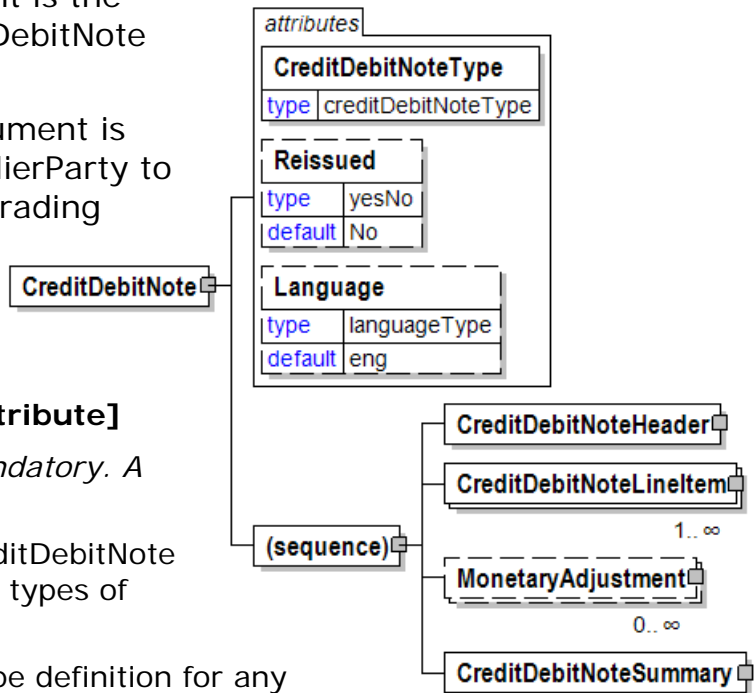 it is the
DebitNote
ument is
lierParty to
rading
attributes
CreditDebitNoteType
type creditDebitNoteType
Reissued
type yesNo
default No
Language
type languageType
default eng
CreditDebitNote
tribute]
ndatory. A
ditDebitNote
types of
pe definition for any
(sequence)
CreditDebitNoteHeader
CreditDebitNoteLineItem
1.. ∞
MonetaryAdjustment
0.. ∞
CreditDebitNoteSummary